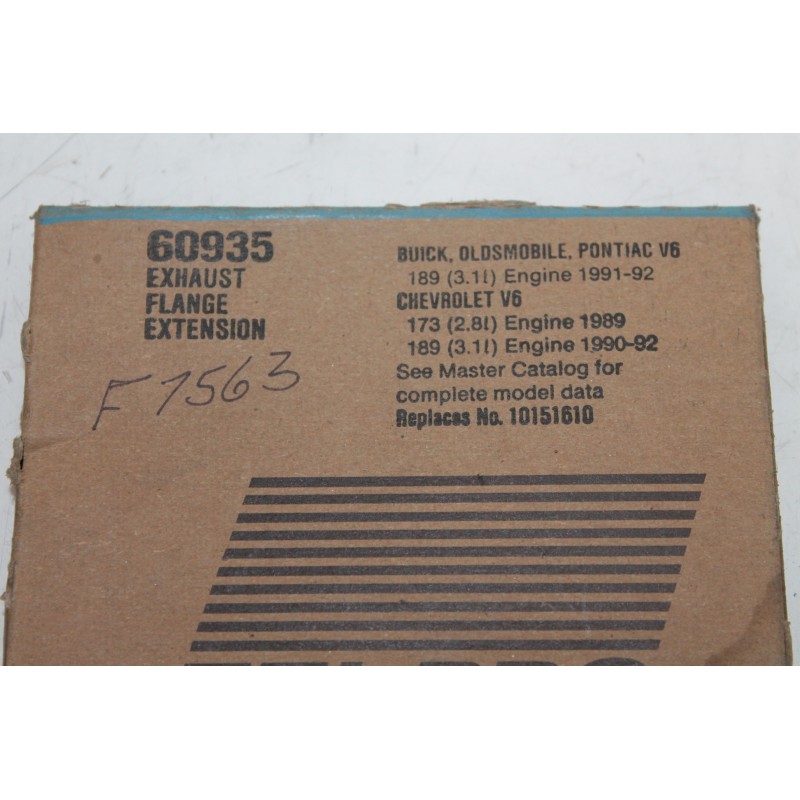 60935
EXHAUST
FLANGE
EXTENSION
F 1563
BUICK, OLDSMOBILE, PONTIAC V6
189 (3.1l) Engine 1991-92
CHEVROLET V6
173 (2.8l) Engine 1989
189 (3.1l) Engine 1990-92
See Master Catalog for
complete model data
Replaces No. 10151610